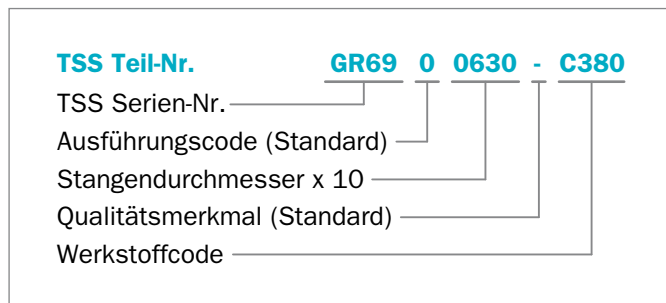 TSS Teil-Nr. GR69 0 0630 - C380
TSS Serien-Nr.
Ausführungscode (Standard)
Stangendurchmesser x 10
Qualitätsmerkmal (Standard)
Werkstoffcode